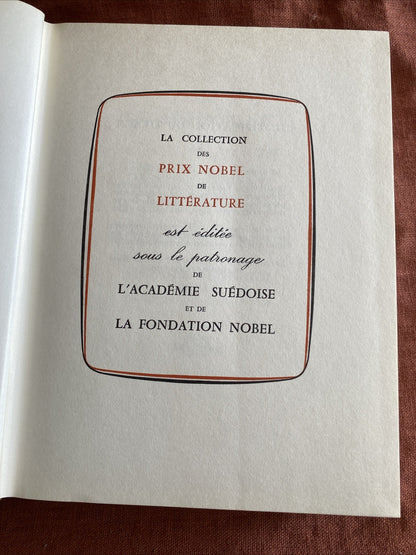 LA COLLECTION
DES
PRIX NOBEL
DE
LITTÉRATURE
est éditée
sous le patronage
DE
L'ACADÉMIE SUÉDOISE
ET DE
LA FONDATION NOBEL